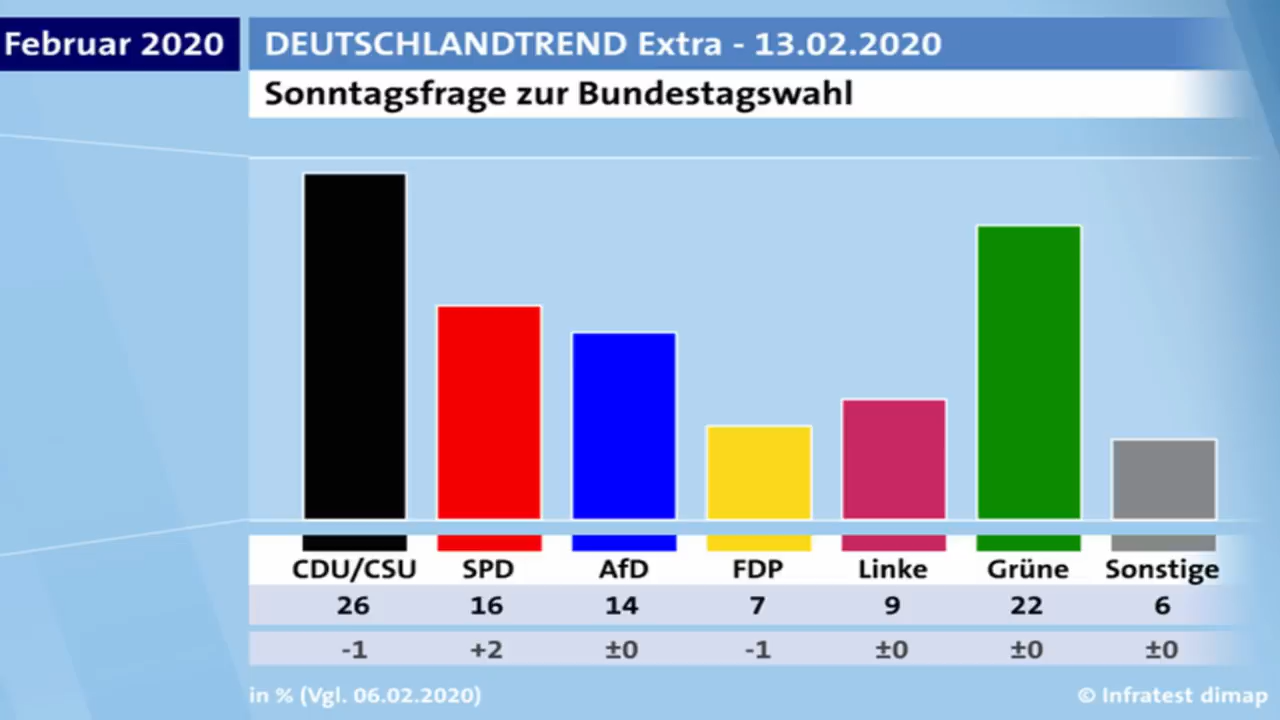 Februar 2020
DEUTSCHLANDTREND Extra - 13.02.2020
Sonntagsfrage zur Bundestagswahl
CDU/CSU SPD AfD FDP Linke Grüne Sonstige
26 16 14 7 9 22 6
-1 +2 ±0 -1 ±0 ±0 ±0
in % (Vgl. 06.02.2020) © Infratest dimap